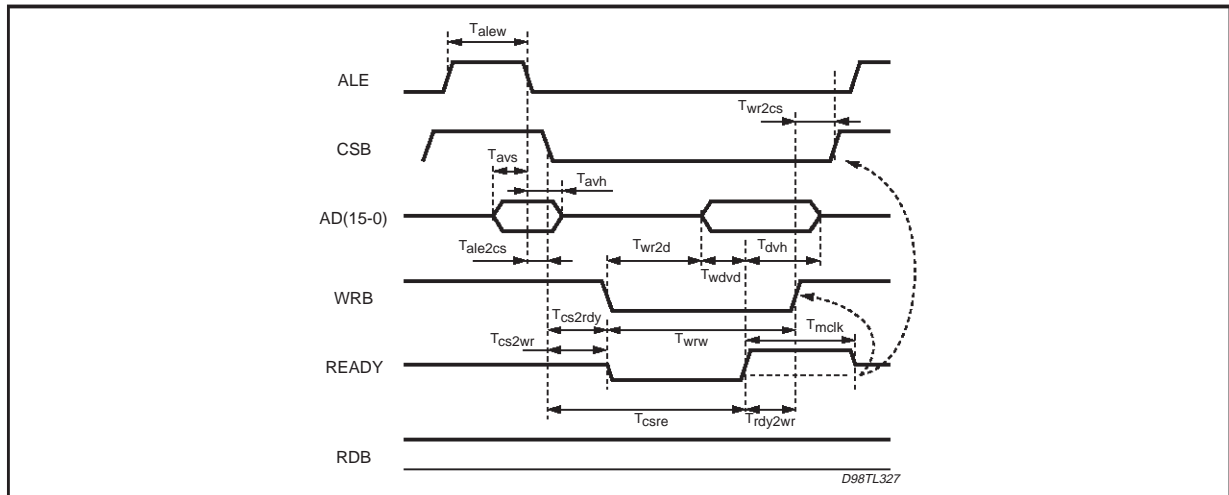 Talew
ALE
Twr2cs
CSB
Tavs
Tavh
AD(15-0)
Tale2cs
Twr2d
Tdvh
Twdvd
WRB
Tcs2rdy
Tmclk
Tcs2wr
Twrw
READY
Tcsre
Trdy2wr
RDB
D98TL327